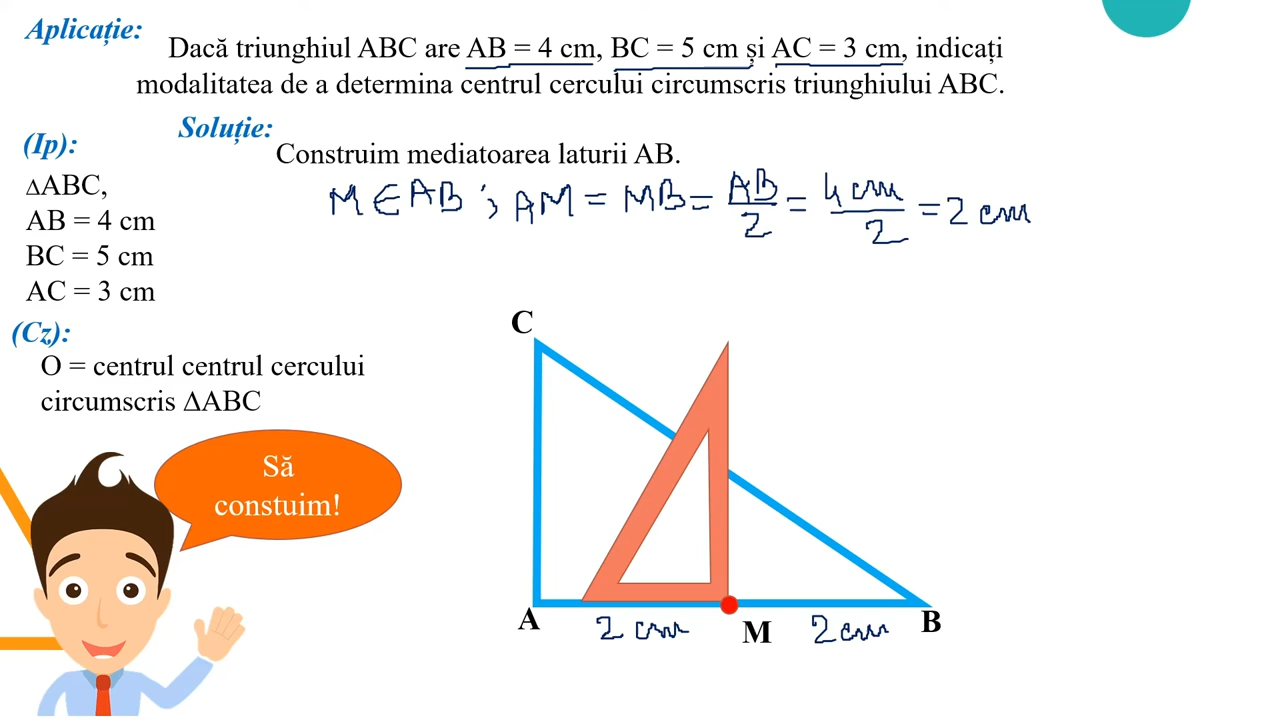 Aplicație:
Dacă triunghiul ABC are AB = 4 cm, BC = 5 cm și AC = 3 cm, indicați
modalitatea de a determina centrul cercului circumscris triunghiului ABC.
Soluție:
(Ip):
Construim mediatoarea laturii AB.
M ∈ AB ; AM = MB = AB/2 = 4 cm/2 = 2 cm
∆ABC,
AB = 4 cm
BC = 5 cm
AC = 3 cm
(Cz):
O = centrul centrul cercului
circumscris ∆ABC
Să
constuim!
C
A
2 cm
M
2 cm
B